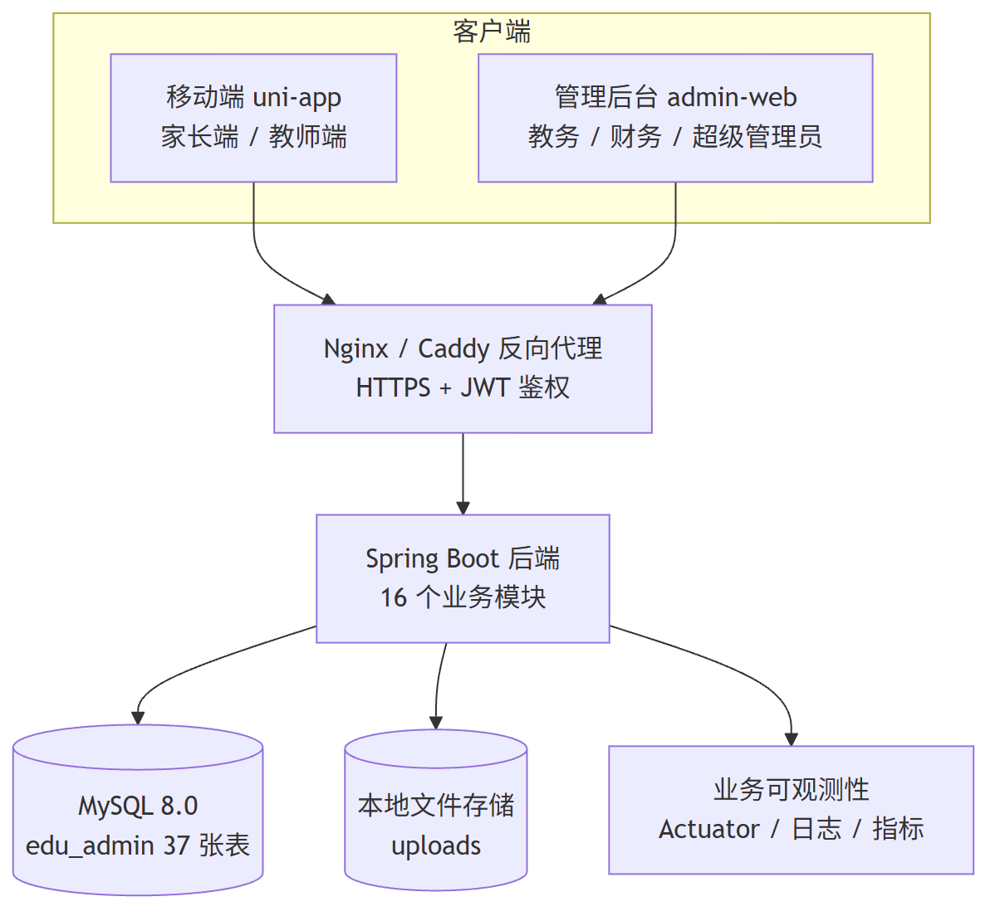 客户端
移动端 uni-app
家长端 / 教师端
管理后台 admin-web
教务 / 财务 / 超级管理员
Nginx / Caddy 反向代理
HTTPS + JWT 鉴权
Spring Boot 后端
16 个业务模块
MySQL 8.0
edu_admin 37 张表
本地文件存储
uploads
业务可观测性
Actuator / 日志 / 指标